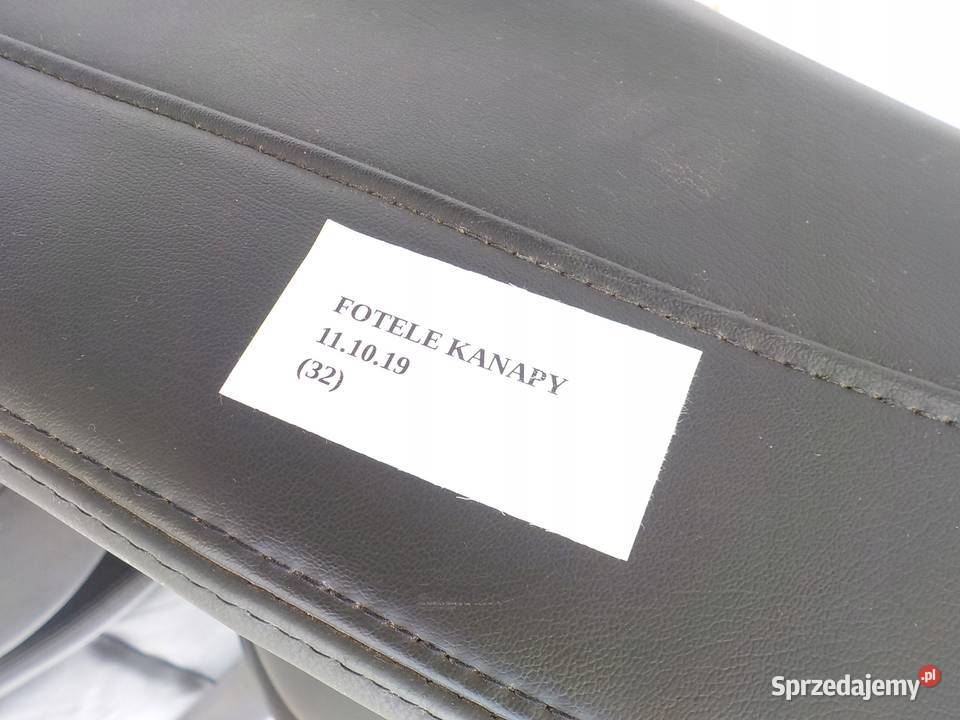 FOTELE KANAPY
11.10.19
(32)
Sprzedajemy.pl